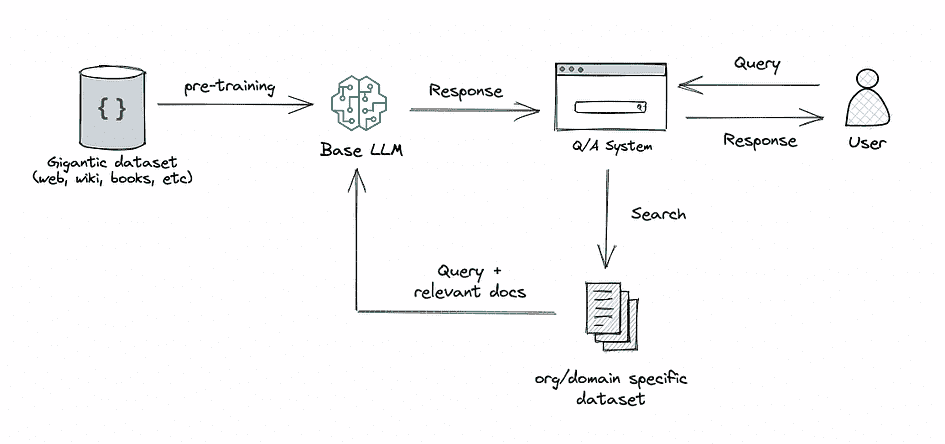 { }
pre-training
Gigantic dataset
(web, wiki, books, etc)
Base LLM
Response
Q/A System
Query
Response
User
Search
Query +
relevant docs
org/domain specific
dataset